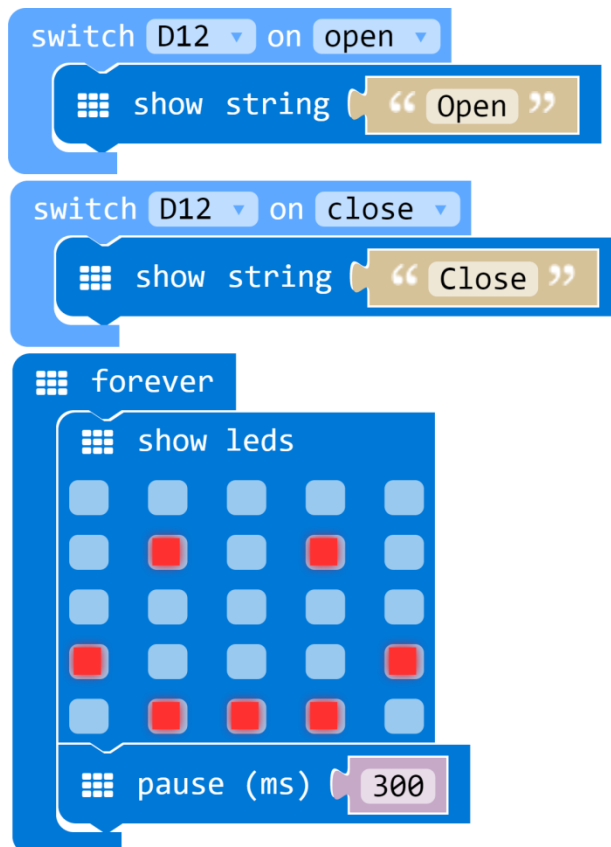 switch D12 on open
show string “ Open ”
switch D12 on close
show string “ Close ”
forever
show leds
pause (ms) 300